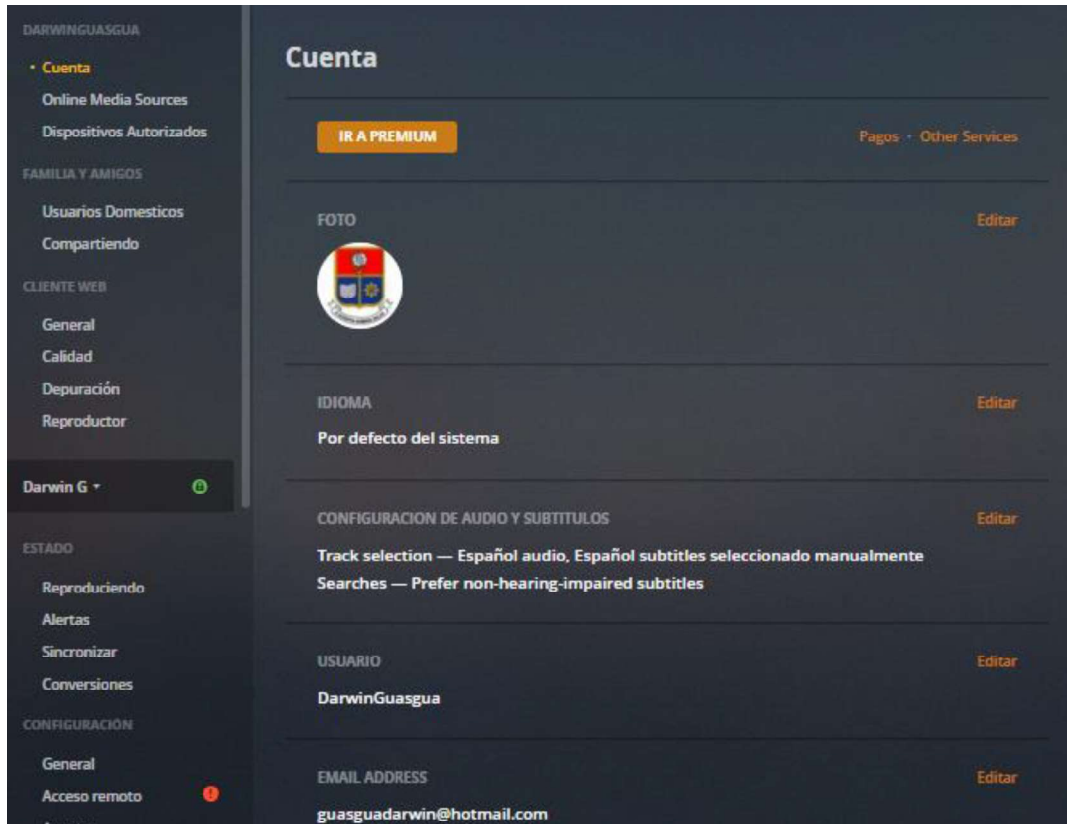 DARWINGUASGUA
• Cuenta
Online Media Sources
Dispositivos Autorizados
FAMILIA Y AMIGOS
Usuarios Domesticos
Compartiendo
CLIENTE WEB
General
Calidad
Depuración
Reproductor
Darwin G
ESTADO
Reproduciendo
Alertas
Sincronizar
Conversiones
CONFIGURACIÓN
General
Acceso remoto
Cuenta
IR A PREMIUM
Pagos · Other Services
FOTO Editar
IDIOMA Editar
Por defecto del sistema
CONFIGURACION DE AUDIO Y SUBTITULOS Editar
Track selection — Español audio, Español subtitles seleccionado manualmente
Searches — Prefer non-hearing-impaired subtitles
USUARIO Editar
DarwinGuasgua
EMAIL ADDRESS Editar
guasguadarwin@hotmail.com